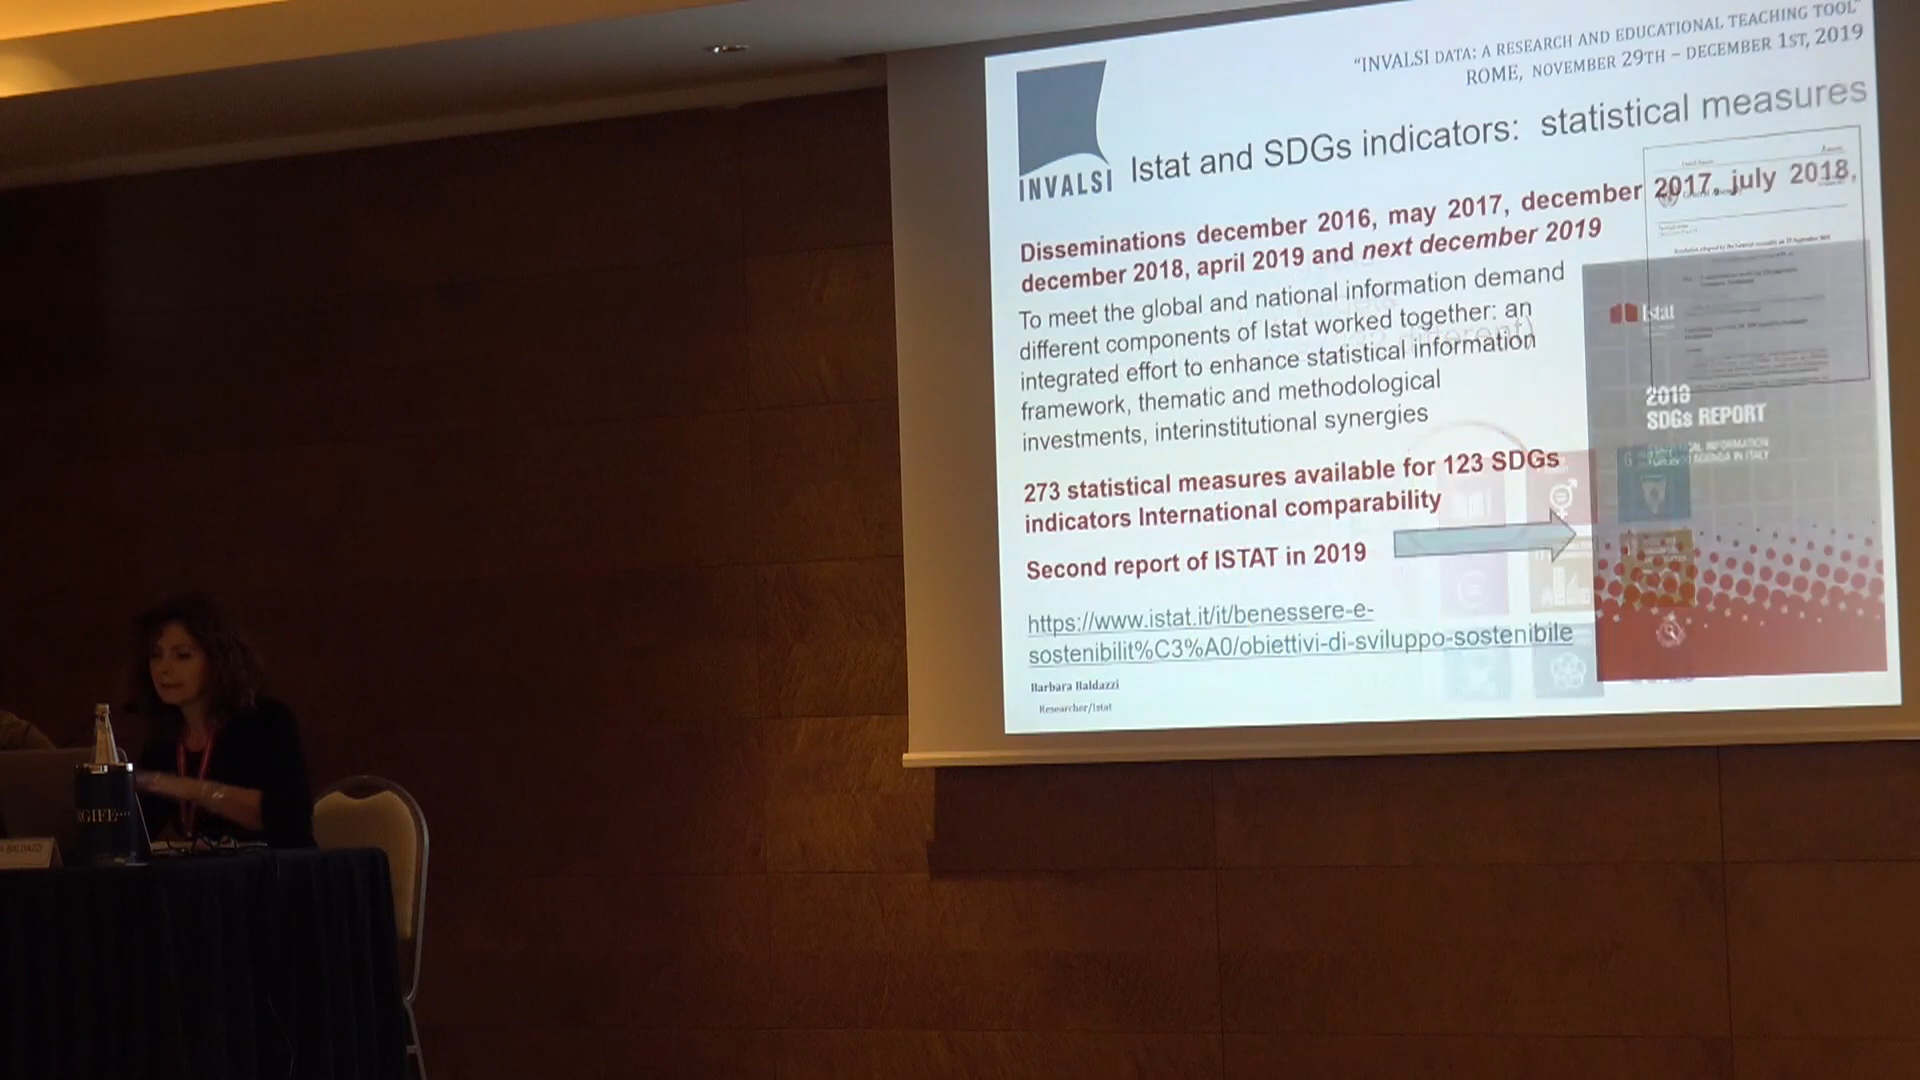 "INVALSI DATA: A RESEARCH AND EDUCATIONAL TEACHING TOOL"
ROME, NOVEMBER 29TH – DECEMBER 1ST, 2019
INVALSI
Istat and SDGs indicators: statistical measures
Disseminations december 2016, may 2017, december 2017, july 2018,
december 2018, april 2019 and next december 2019
To meet the global and national information demand
different components of Istat worked together: an
integrated effort to enhance statistical information
framework, thematic and methodological
investments, interinstitutional synergies
273 statistical measures available for 123 SDGs
indicators International comparability
Second report of ISTAT in 2019
https://www.istat.it/it/benessere-e-
sostenibilit%C3%A0/obiettivi-di-sviluppo-sostenibile
Barbara Baldazzi
Researcher/Istat
Istat
SDGs REPORT
AGENDA IN ITALY
RGIFE
BALDAZZI